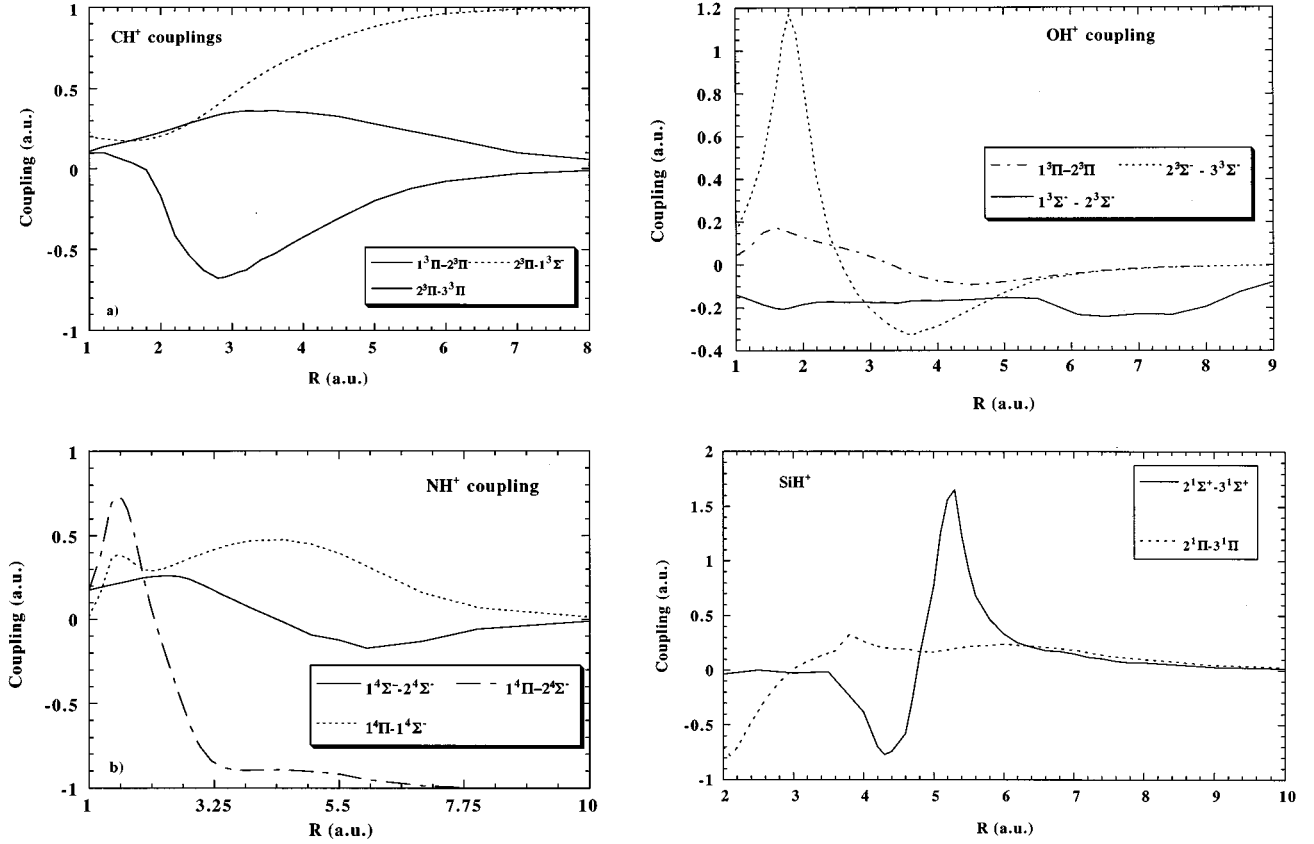 CH⁺ couplings
Coupling (a.u.)
1
0.5
0
-0.5
-1
1³Π–2³Π
2³Π-1³Σ⁻
2³Π-3³Π
a)
1 2 3 4 5 6 7 8
R (a.u.)
OH⁺ coupling
Coupling (a.u.)
1.2
1
0.8
0.6
0.4
0.2
0
-0.2
-0.4
1³Π–2³Π
2³Σ⁻ - 3³Σ⁻
1³Σ⁻ - 2³Σ⁻
1 2 3 4 5 6 7 8 9
R (a.u.)
NH⁺ coupling
Coupling (a.u.)
1
0.5
0
-0.5
-1
1⁴Σ⁻-2⁴Σ⁻
1⁴Π–2⁴Σ⁻
1⁴Π-1⁴Σ⁻
b)
1 3.25 5.5 7.75 10
R (a.u.)
SiH⁺
Coupling (a.u.)
2
1.5
1
0.5
0
-0.5
-1
2¹Σ⁺-3¹Σ⁺
2¹Π-3¹Π
2 3 4 5 6 7 8 9 10
R (a.u.)